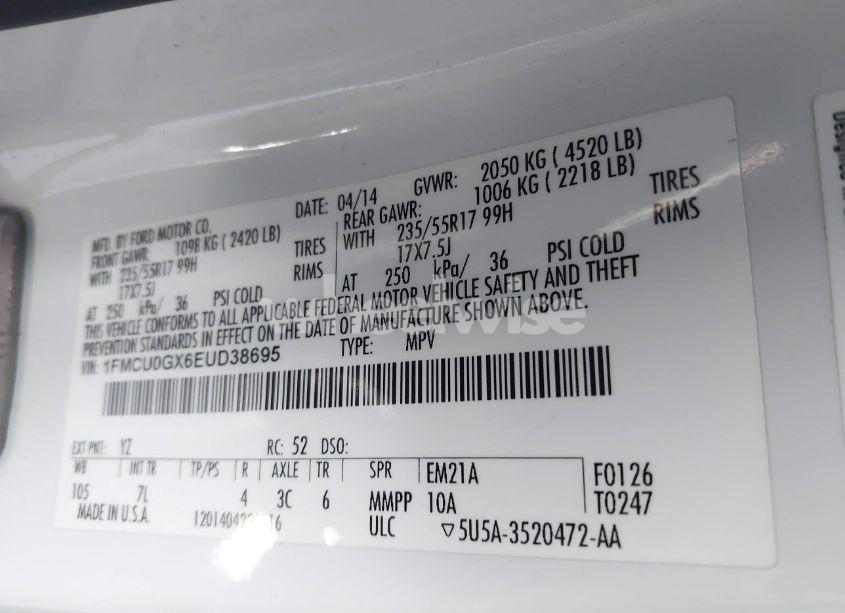 MFD. BY FORD MOTOR CO.
DATE: 04/14 GVWR: 2050 KG ( 4520 LB)
FRONT GAWR: 1098 KG ( 2420 LB) REAR GAWR: 1006 KG ( 2218 LB)
WITH 235/55R17 99H TIRES WITH 235/55R17 99H TIRES
17X7.5J RIMS 17X7.5J RIMS
AT 250 kPa/ 36 PSI COLD AT 250 kPa/ 36 PSI COLD
THIS VEHICLE CONFORMS TO ALL APPLICABLE FEDERAL MOTOR VEHICLE SAFETY AND THEFT
PREVENTION STANDARDS IN EFFECT ON THE DATE OF MANUFACTURE SHOWN ABOVE.
VIN: 1FMCU0GX6EUD38695 TYPE: MPV
EXT PNT: YZ RC: 52 DSO:
WB INT TR TP/PS R AXLE TR SPR EM21A F0126
105 7L 4 3C 6 MMPP 10A T0247
MADE IN U.S.A. ULC ▽5U5A-3520472-AA